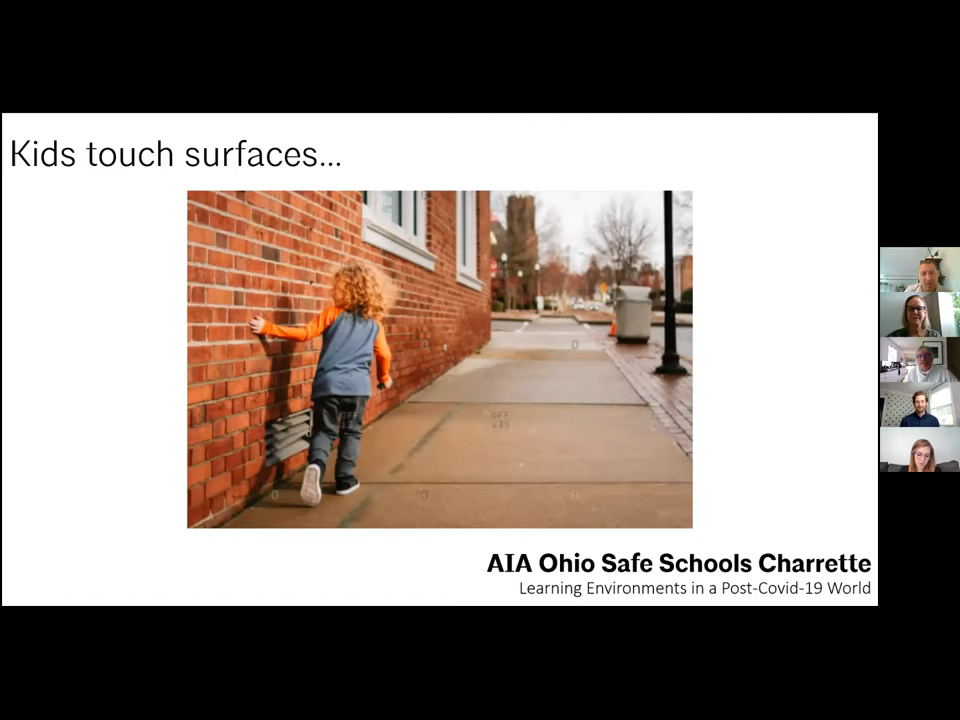 Kids touch surfaces...
AIA Ohio Safe Schools Charrette
Learning Environments in a Post-Covid-19 World